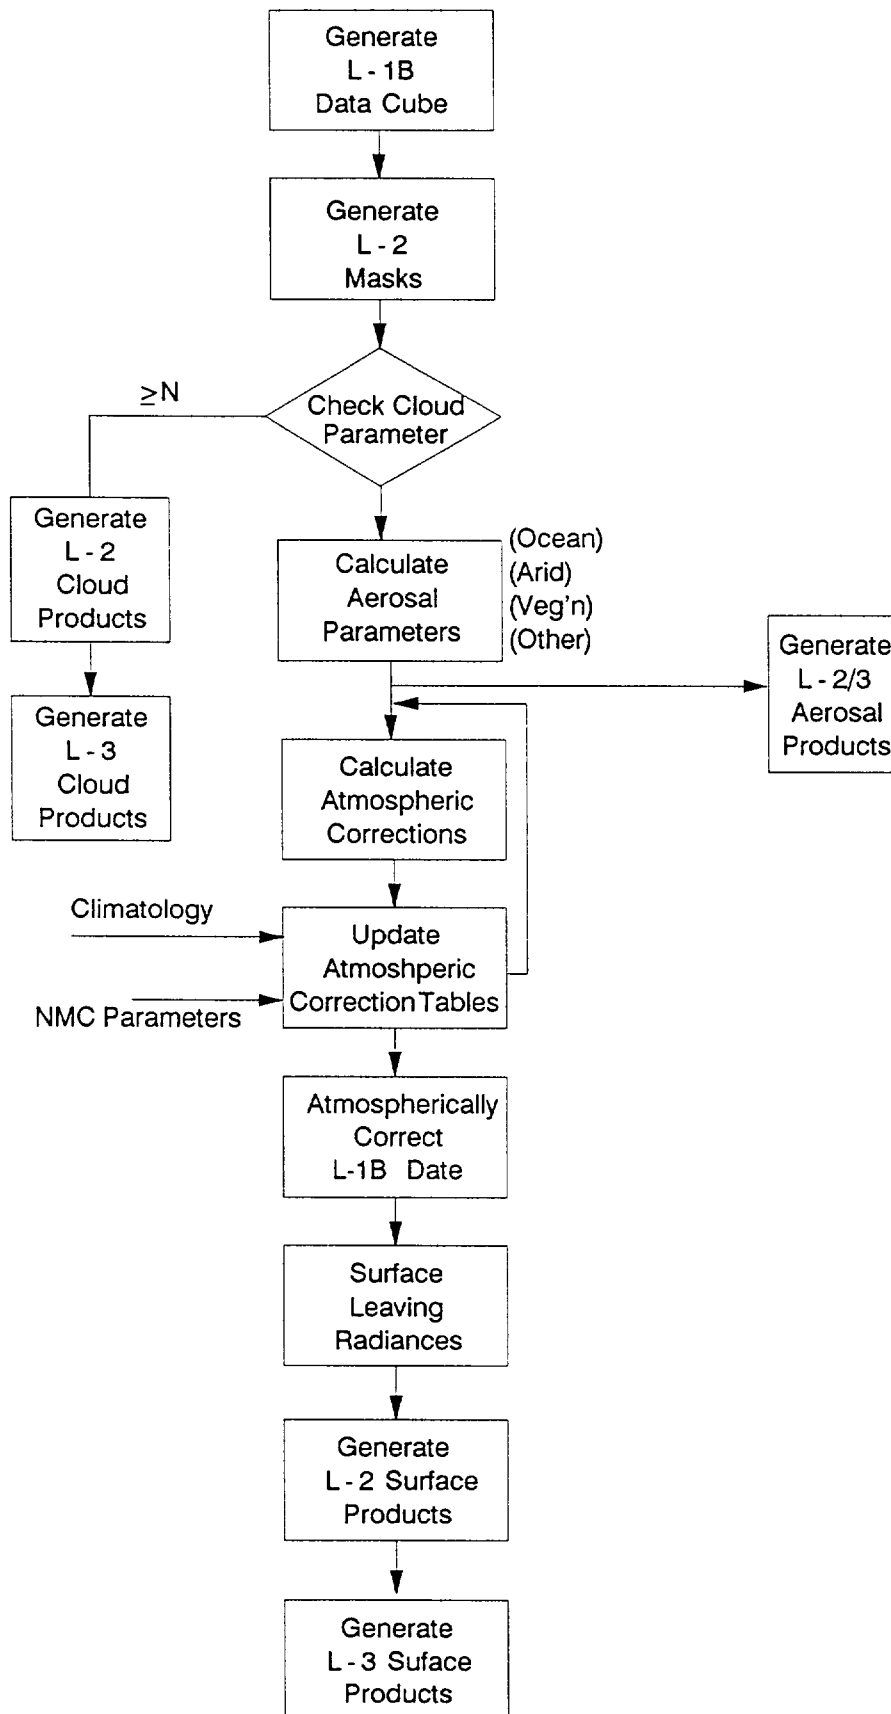 Generate
L - 1B
Data Cube
Generate
L - 2
Masks
≥N
Check Cloud
Parameter
Generate
L - 2
Cloud
Products
Calculate
Aerosal
Parameters
(Ocean)
(Arid)
(Veg'n)
(Other)
Generate
L - 2/3
Aerosal
Products
Generate
L - 3
Cloud
Products
Calculate
Atmospheric
Corrections
Climatology
NMC Parameters
Update
Atmoshperic
Correction Tables
Atmospherically
Correct
L-1B Date
Surface
Leaving
Radiances
Generate
L - 2 Surface
Products
Generate
L - 3 Suface
Products